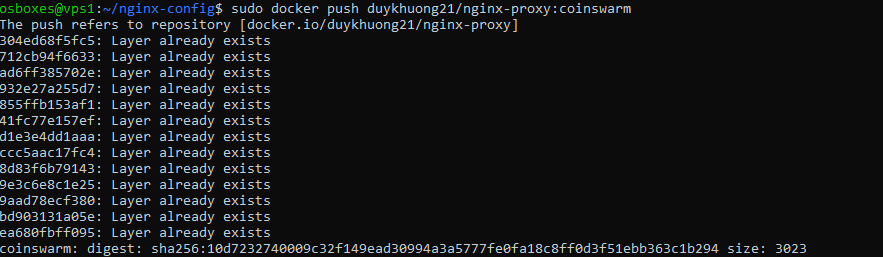 osboxes@vps1:~/nginx-config$ sudo docker push duykhuong21/nginx-proxy:coinswarm
The push refers to repository [docker.io/duykhuong21/nginx-proxy]
304ed68f5fc5: Layer already exists
712cb94f6633: Layer already exists
ad6ff385702e: Layer already exists
932e27a255d7: Layer already exists
855ffb153af1: Layer already exists
41fc77e157ef: Layer already exists
d1e3e4dd1aaa: Layer already exists
ccc5aac17fc4: Layer already exists
8d83f6b79143: Layer already exists
9e3c6e8c1e25: Layer already exists
9aad78ecf380: Layer already exists
bd903131a05e: Layer already exists
ea680fbff095: Layer already exists
coinswarm: digest: sha256:10d7232740009c32f149ead30994a3a5777fe0fa18c8ff0d3f51ebb363c1b294 size: 3023